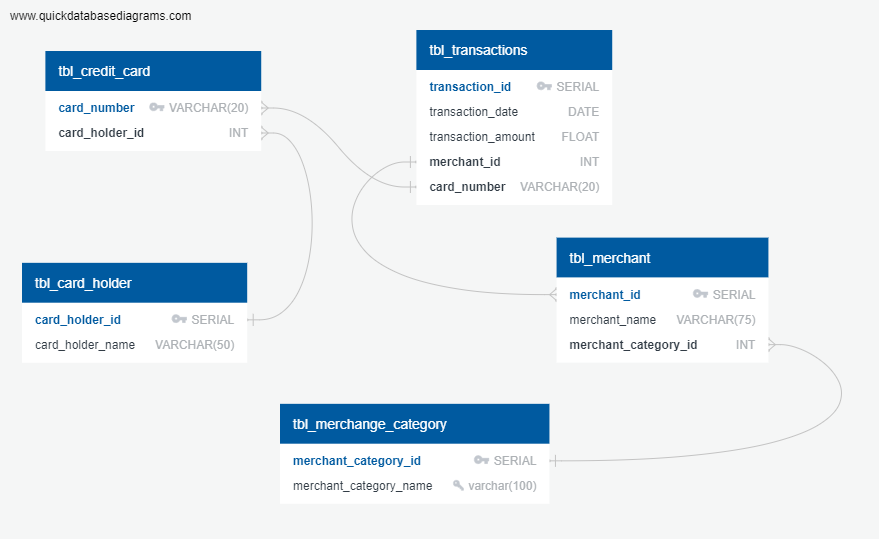 www.quickdatabasediagrams.com
tbl_credit_card
card_number VARCHAR(20)
card_holder_id INT
tbl_transactions
transaction_id SERIAL
transaction_date DATE
transaction_amount FLOAT
merchant_id INT
card_number VARCHAR(20)
tbl_card_holder
card_holder_id SERIAL
card_holder_name VARCHAR(50)
tbl_merchant
merchant_id SERIAL
merchant_name VARCHAR(75)
merchant_category_id INT
tbl_merchange_category
merchant_category_id SERIAL
merchant_category_name varchar(100)